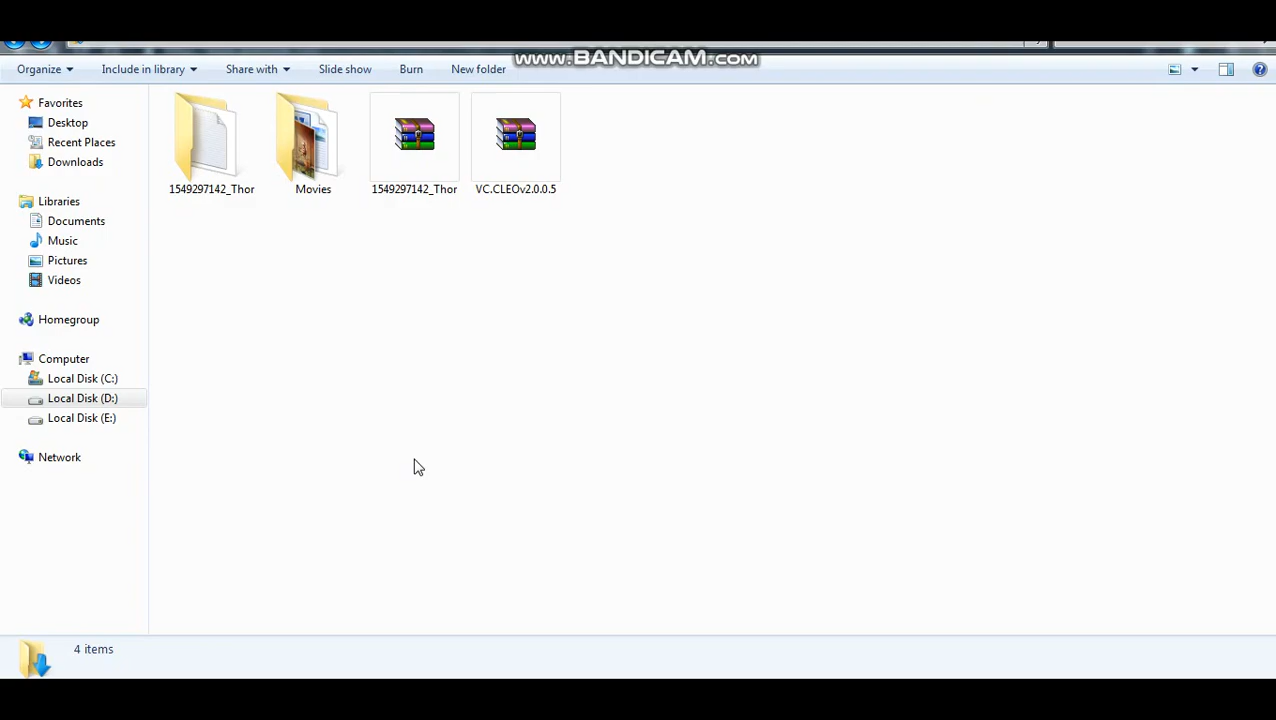 www.BANDICAM.com
Organize
Include in library
Share with
Slide show
Burn
New folder
Favorites
Desktop
Recent Places
Downloads
Libraries
Documents
Music
Pictures
Videos
Homegroup
Computer
Local Disk (C:)
Local Disk (D:)
Local Disk (E:)
Network
1549297142_Thor
Movies
1549297142_Thor
VC.CLEOv2.0.0.5
4 items